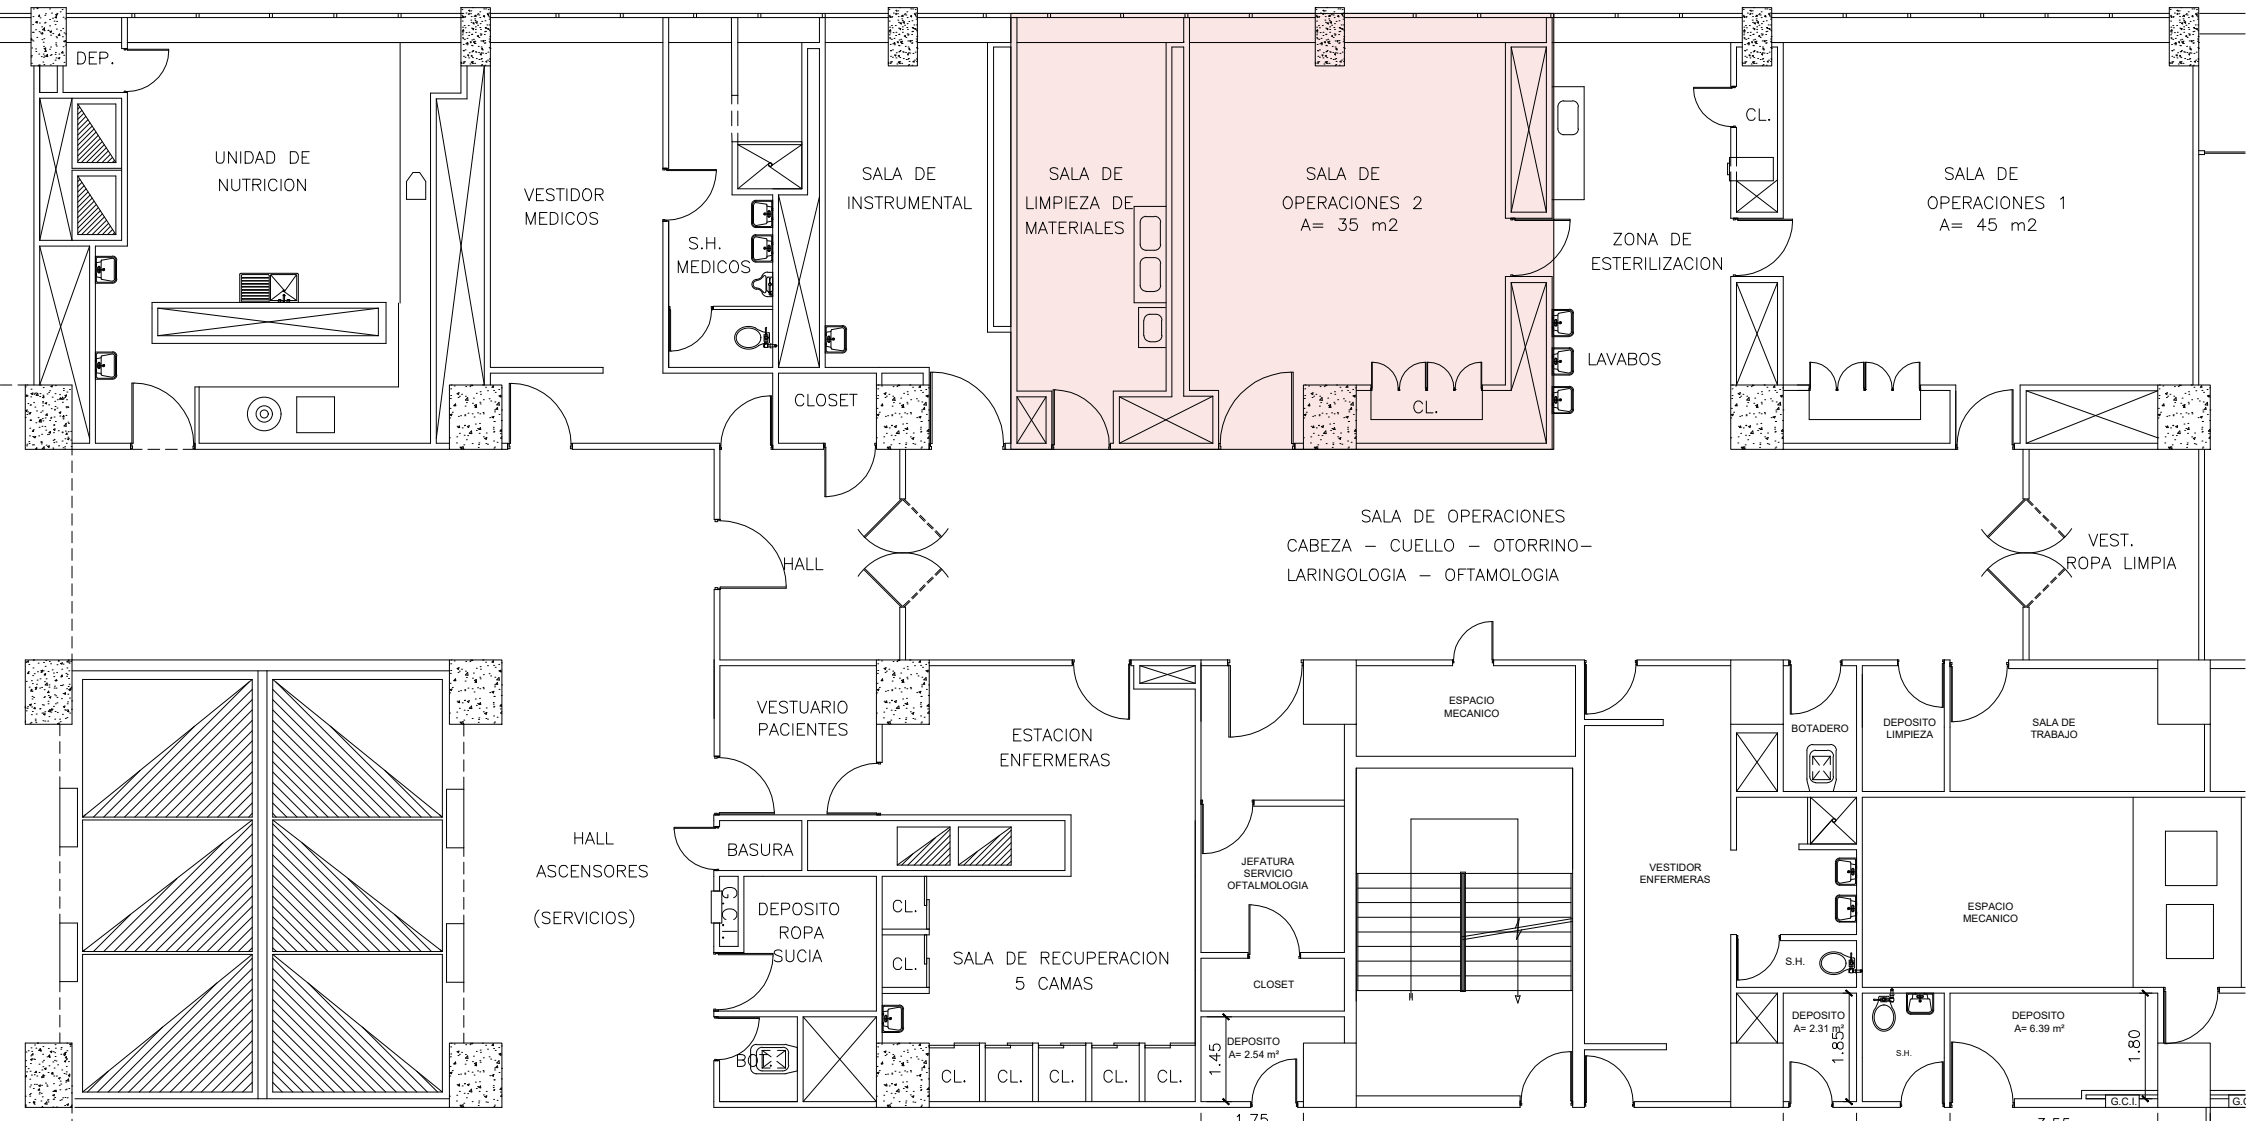 DEP.
UNIDAD DE
NUTRICION
VESTIDOR
MEDICOS
S.H.
MEDICOS
SALA DE
INSTRUMENTAL
SALA DE
LIMPIEZA DE
MATERIALES
SALA DE
OPERACIONES 2
A= 35 m2
CL.
ZONA DE
ESTERILIZACION
LAVABOS
CL.
SALA DE
OPERACIONES 1
A= 45 m2
CLOSET
HALL
SALA DE OPERACIONES
CABEZA – CUELLO – OTORRINO–
LARINGOLOGIA – OFTAMOLOGIA
VEST.
ROPA LIMPIA
HALL
ASCENSORES
(SERVICIOS)
VESTUARIO
PACIENTES
ESTACION
ENFERMERAS
BASURA
G.C.I.
DEPOSITO
ROPA
SUCIA
CL.
CL.
SALA DE RECUPERACION
5 CAMAS
BOT.
CL.
CL.
CL.
CL.
CL.
JEFATURA
SERVICIO
OFTALMOLOGIA
CLOSET
DEPOSITO
A= 2.54 m²
1.45
1.75
ESPACIO
MECANICO
VESTIDOR
ENFERMERAS
BOTADERO
DEPOSITO
LIMPIEZA
SALA DE
TRABAJO
ESPACIO
MECANICO
S.H.
DEPOSITO
A= 2.31 m²
1.85
S.H.
DEPOSITO
A= 6.39 m²
1.80
G.C.I.